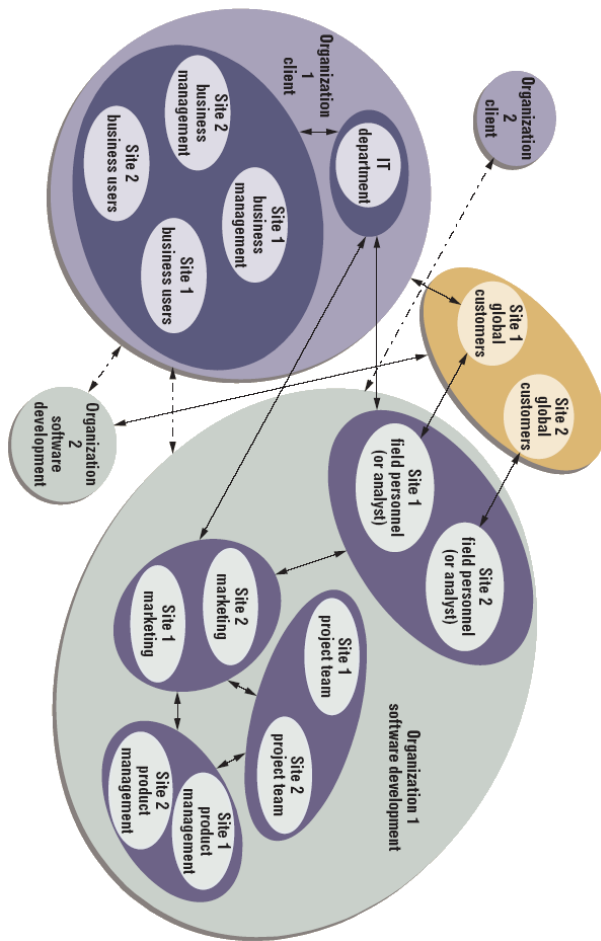 Organization
2
client
Organization
1
client
IT
department
Site 2
business
management
Site 1
business
management
Site 2
business users
Site 1
business users
Site 1
global
customers
Site 2
global
customers
Organization
2
software
development
Site 1
field personnel
(or analyst)
Site 2
field personnel
(or analyst)
Site 2
marketing
Site 1
marketing
Site 1
project team
Site 2
project team
Organization 1
software development
Site 1
product
management
Site 2
product
management